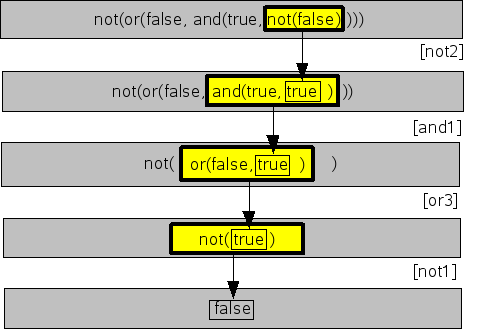 not(or(false, and(true, not(false) )))
[not2]
not(or(false, and(true, true ) ))
[and1]
not( or(false, true ) )
[or3]
not( true )
[not1]
false